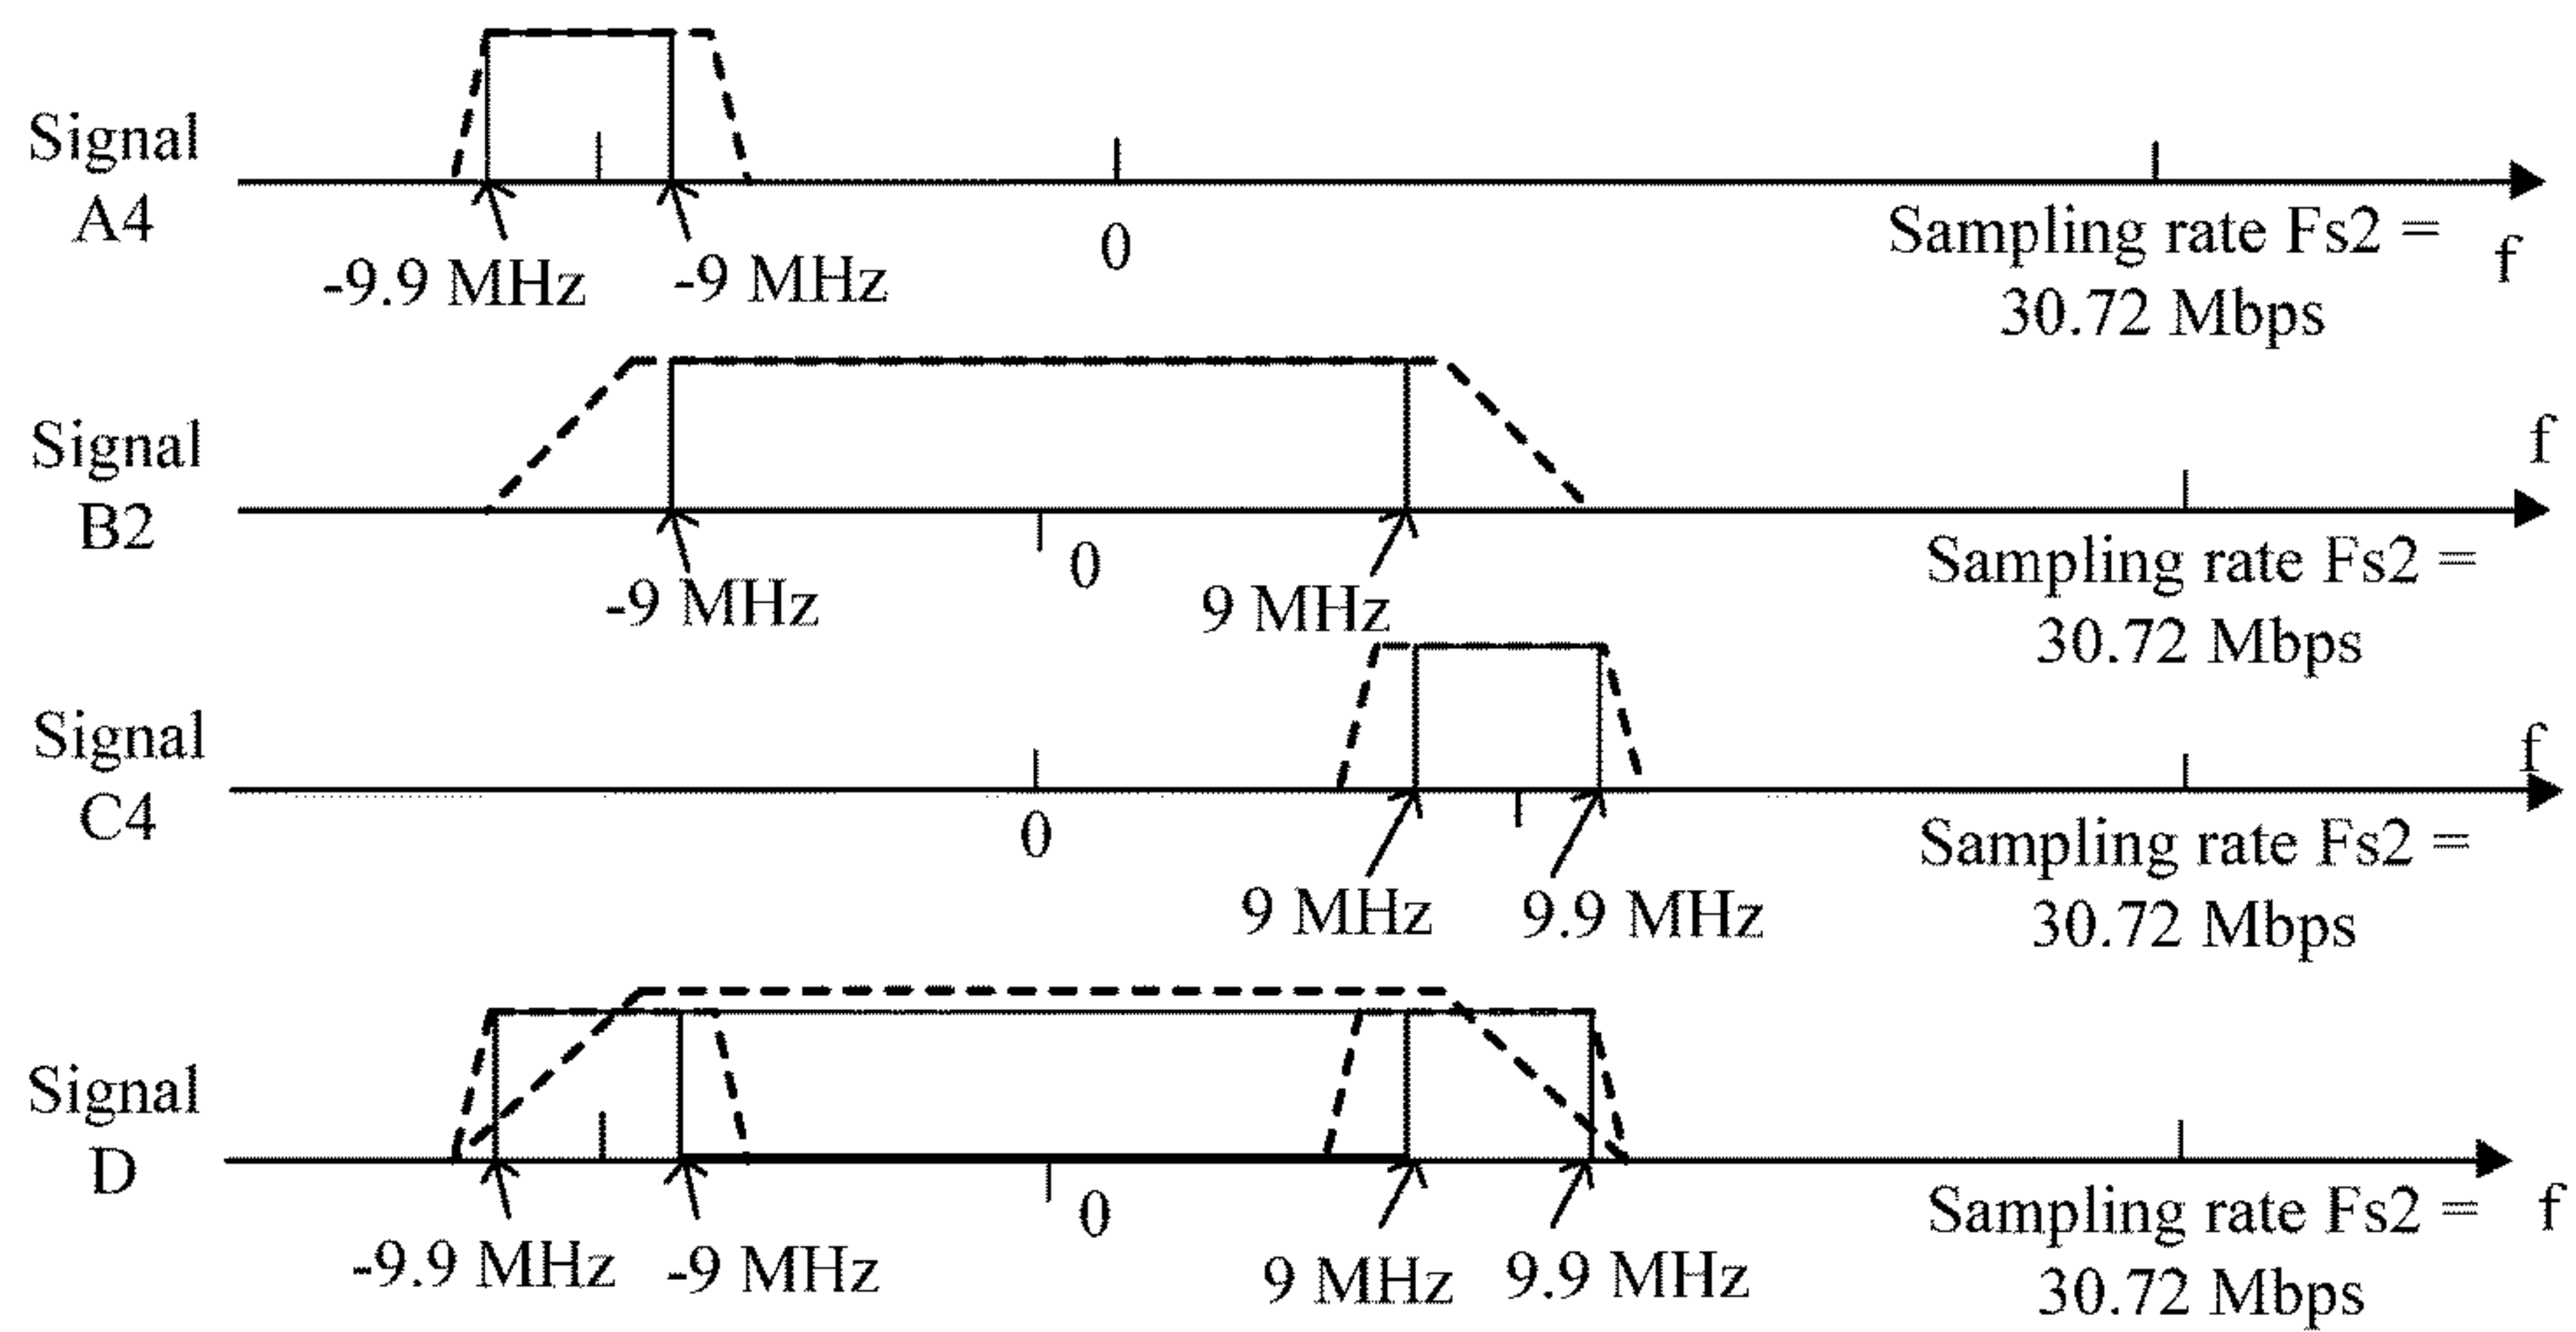 Signal
A4
-9.9 MHz
-9 MHz
0
Sampling rate Fs2 =
30.72 Mbps
f
Signal
B2
-9 MHz
0
9 MHz
f
Sampling rate Fs2 =
30.72 Mbps
Signal
C4
0
9 MHz
9.9 MHz
f
Sampling rate Fs2 =
30.72 Mbps
Signal
D
-9.9 MHz
-9 MHz
0
9 MHz
9.9 MHz
Sampling rate Fs2 =
30.72 Mbps
f